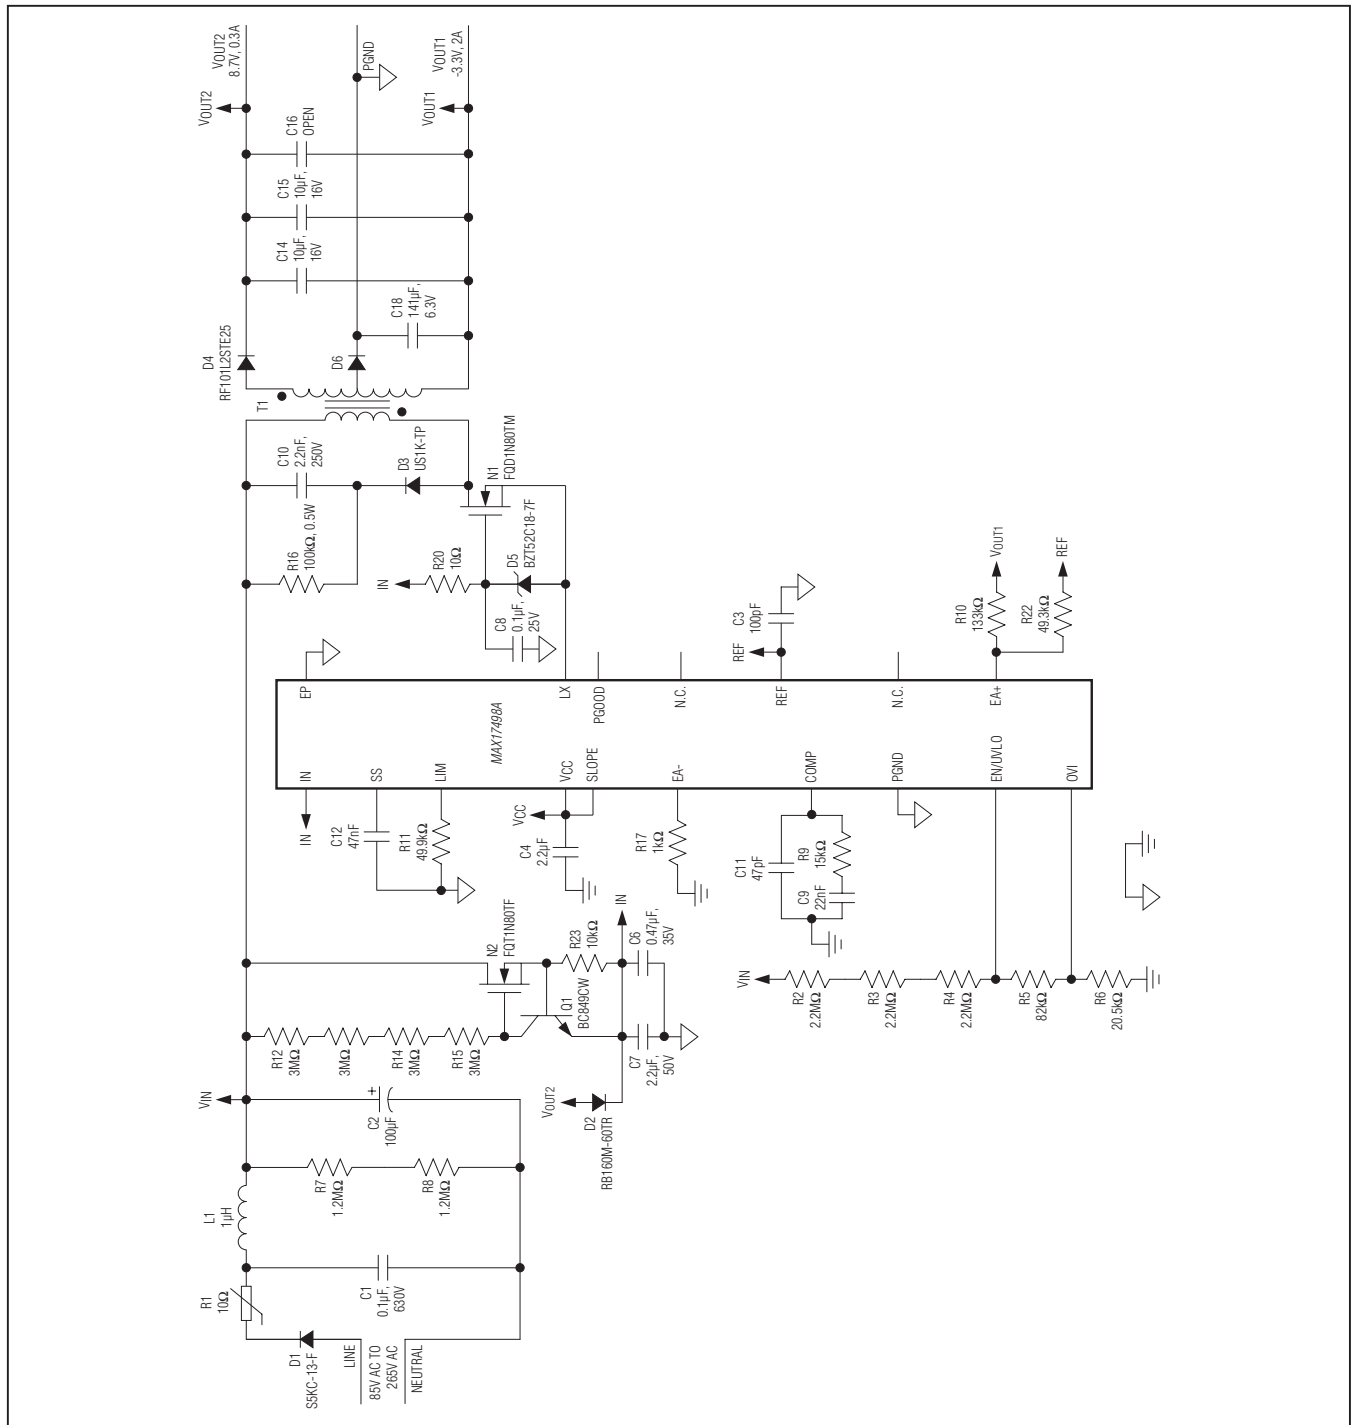 VOUT2
8.7V, 0.3A
PGND
VOUT1
-3.3V, 2A
VOUT2
VOUT1
C16
OPEN
C15
10µF,
16V
C14
10µF,
16V
C18
141µF,
6.3V
D4
RF101L2STE25
D6
T1
C10
2.2nF,
250V
D3
US1K-TP
N1
FQD1N80TM
R16
100kΩ, 0.5W
IN
R20
10Ω
D5
BZT52C18-7F
C8
0.1µF,
25V
C3
100pF
REF
R10
133kΩ
VOUT1
R22
49.3kΩ
REF
EP
LX
PGOOD
N.C.
REF
N.C.
EA+
MAX17498A
IN
SS
LIM
VCC
SLOPE
EA-
COMP
PGND
EN/UVLO
OVI
IN
C12
47nF
R11
49.9kΩ
VCC
C4
2.2µF
R17
1kΩ
C11
47pF
R9
15kΩ
C9
22nF
N2
FQT1N80TF
R23
10kΩ
IN
C6
0.47µF,
35V
Q1
BC849CW
C7
2.2µF,
50V
VIN
R2
2.2MΩ
R3
2.2MΩ
R4
2.2MΩ
R5
82kΩ
R6
20.5kΩ
R12
3MΩ
3MΩ
R14
3MΩ
R15
3MΩ
VOUT2
D2
RB160M-60TR
VIN
C2
100µF
+
R7
1.2MΩ
R8
1.2MΩ
L1
1µH
C1
0.1µF,
630V
R1
10Ω
D1
S5KC-13-F
LINE
85V AC TO
265V AC
NEUTRAL